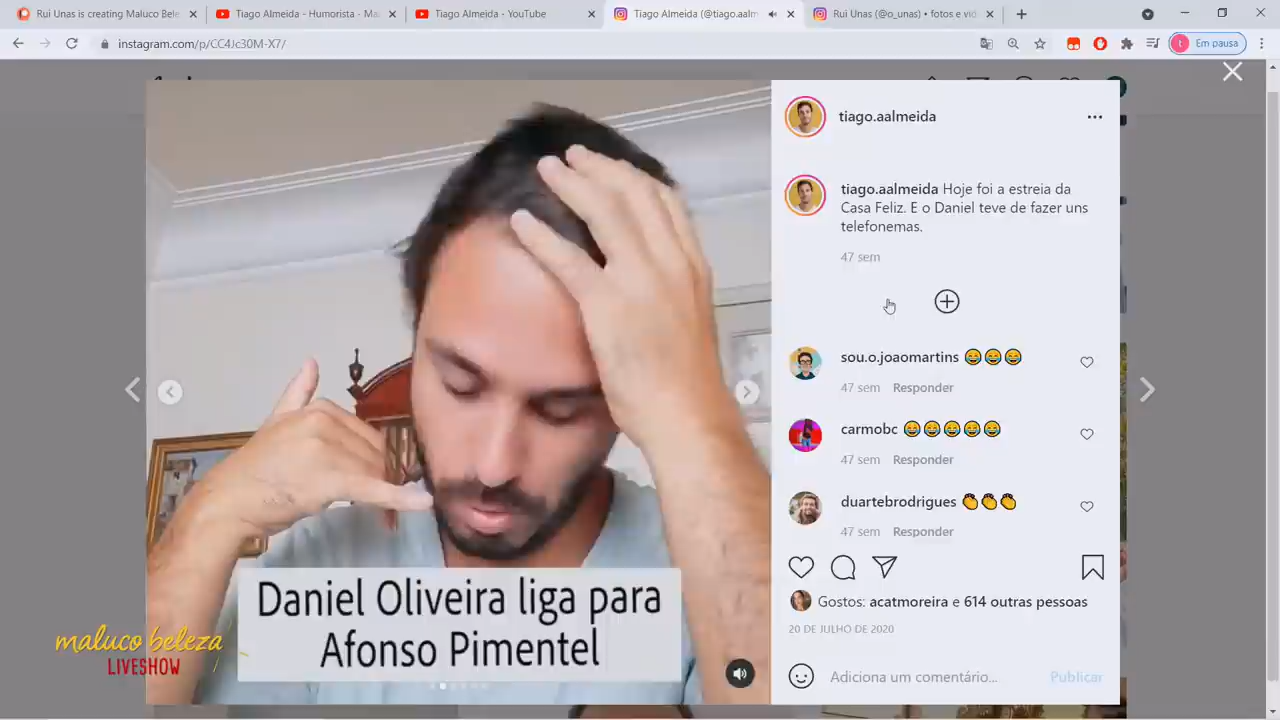 Rui Unas is creating Maluco Bele
Tiago Almeida - Humorista - Ma
Tiago Almeida - YouTube
Tiago Almeida (@tiago.aalm
Rui Unas (@o_unas) • fotos e víd
instagram.com/p/CC4Jc30M-X7/
t
Em pausa
tiago.aalmeida
tiago.aalmeida Hoje foi a estreia da
Casa Feliz. E o Daniel teve de fazer uns
telefonemas.
47 sem
sou.o.joaomartins 😂😂😂
47 sem Responder
carmobc 😂😂😂😂😂
47 sem Responder
duarterodrigues 👏👏👏
47 sem Responder
Gostos: acatmoreira e 614 outras pessoas
20 DE JULHO DE 2020
Adiciona um comentário... Publicar
Daniel Oliveira liga para
Afonso Pimentel
maluco beleza
LIVESHOW